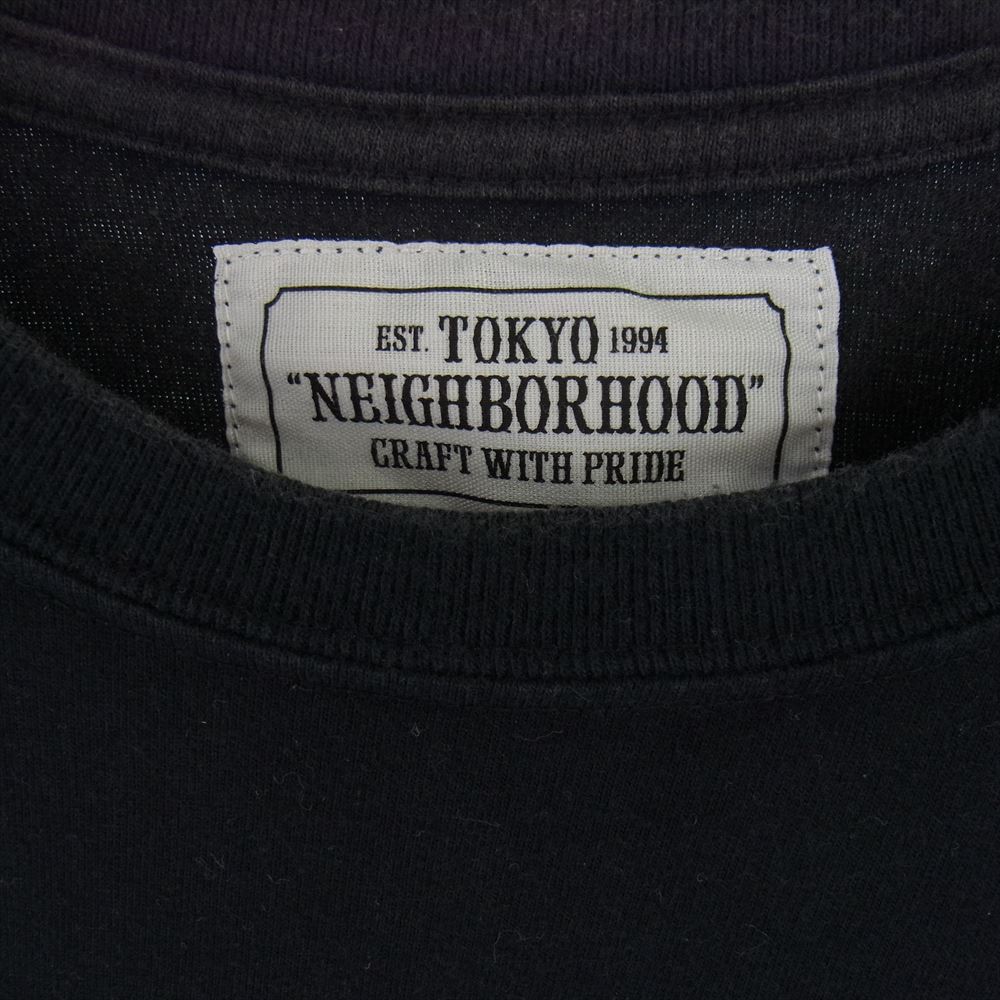 EST. TOKYO 1994
"NEIGHBORHOOD"
CRAFT WITH PRIDE